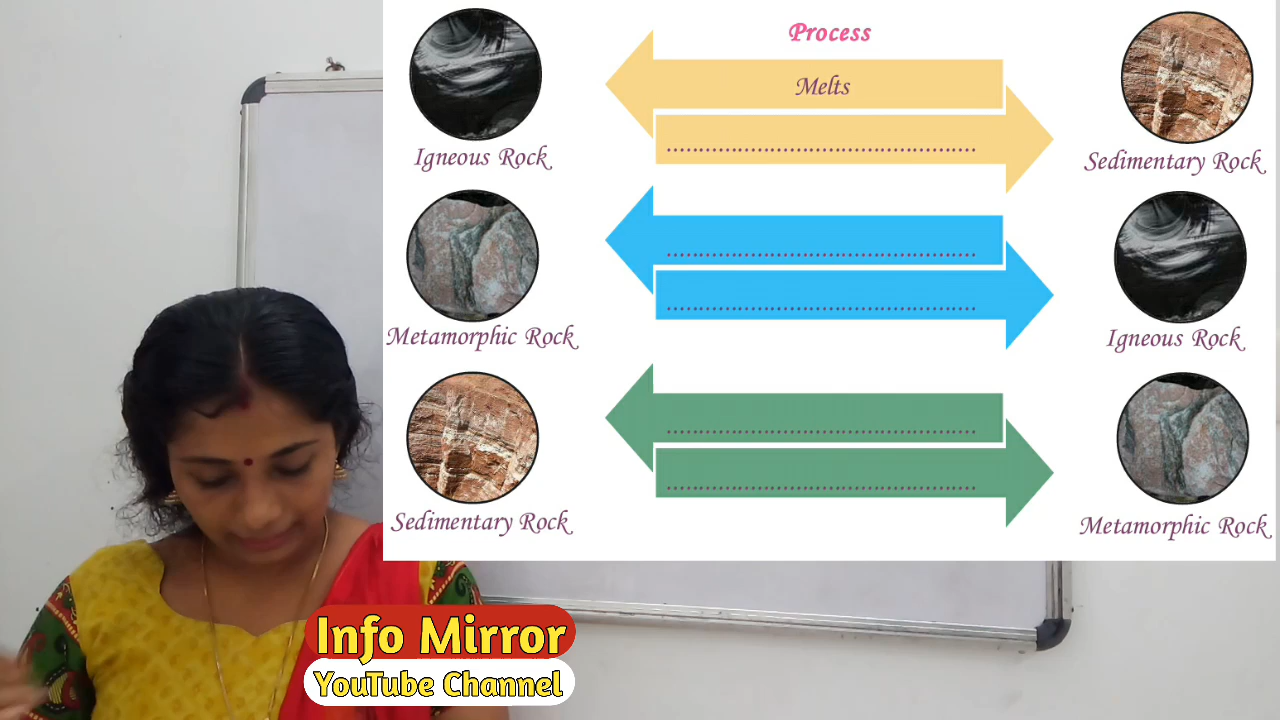 Process
Melts
..................................................
Igneous Rock
Sedimentary Rock
..................................................
..................................................
Metamorphic Rock
Igneous Rock
..................................................
..................................................
Sedimentary Rock
Metamorphic Rock
Info Mirror
YouTube Channel